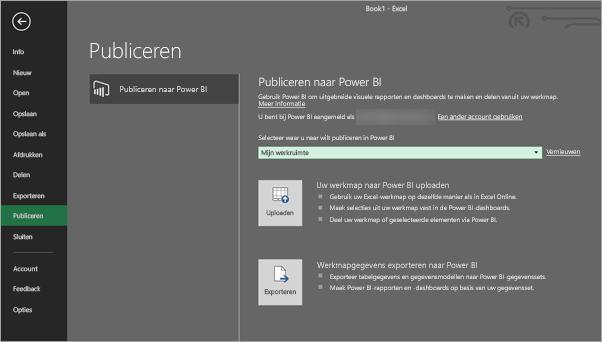 Book1 - Excel
Info
Nieuw
Open
Opslaan
Opslaan als
Afdrukken
Delen
Exporteren
Publiceren
Sluiten
Account
Feedback
Opties
Publiceren
Publiceren naar Power BI
Publiceren naar Power BI
Gebruik Power BI om uitgebreide visuele rapporten en dashboards te maken en delen vanuit uw werkmap.
Meer informatie
U bent bij Power BI aangemeld als Een ander account gebruiken
Selecteer waar u naar wilt publiceren in Power BI
Mijn werkruimte Vernieuwen
Uploaden
Uw werkmap naar Power BI uploaden
Gebruik uw Excel-werkmap op dezelfde manier als in Excel Online.
Maak selecties uit uw werkmap vast in de Power BI-dashboards.
Deel uw werkmap of geselecteerde elementen via Power BI.
Exporteren
Werkmapgegevens exporteren naar Power BI
Exporteer tabelgegevens en gegevensmodellen naar Power BI-gegevenssets.
Maak Power BI-rapporten en -dashboards op basis van uw gegevensset.